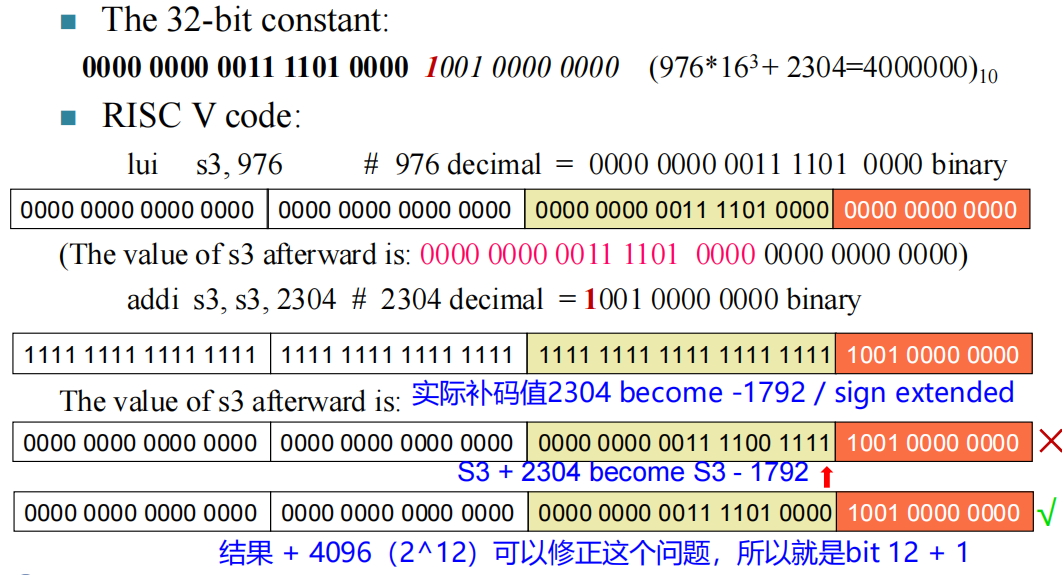 The 32-bit constant:
0000 0000 0011 1101 0000 1001 0000 0000 (976*16³+ 2304=4000000)₁₀
RISC V code:
lui s3, 976 # 976 decimal = 0000 0000 0011 1101 0000 binary
0000 0000 0000 0000 0000 0000 0000 0000 0000 0000 0011 1101 0000 0000 0000 0000
(The value of s3 afterward is: 0000 0000 0011 1101 0000 0000 0000 0000)
addi s3, s3, 2304 # 2304 decimal = 1001 0000 0000 binary
1111 1111 1111 1111 1111 1111 1111 1111 1111 1111 1111 1111 1111 1001 0000 0000
The value of s3 afterward is: 实际补码值2304 become -1792 / sign extended
0000 0000 0000 0000 0000 0000 0000 0000 0000 0000 0011 1100 1111 1001 0000 0000 ×
S3 + 2304 become S3 - 1792
0000 0000 0000 0000 0000 0000 0000 0000 0000 0000 0011 1101 0000 1001 0000 0000 √
结果 + 4096（2^12）可以修正这个问题，所以就是bit 12 + 1